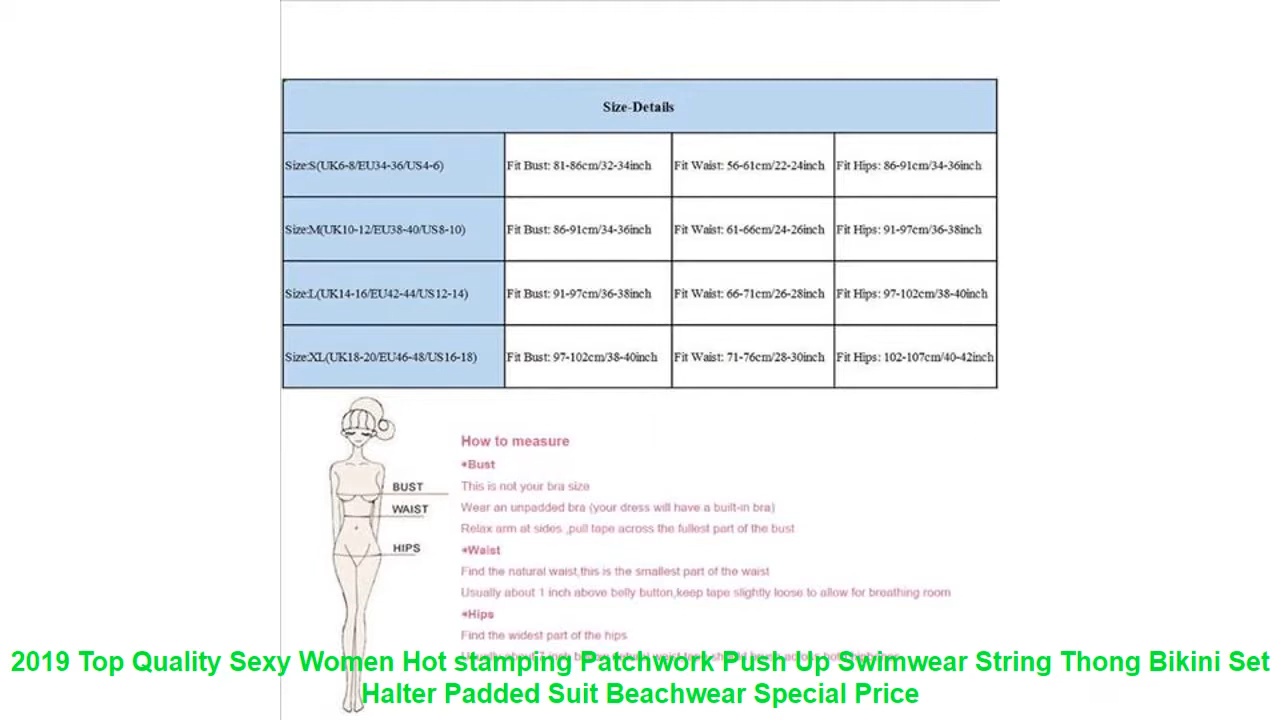 Size-Details
Size:S(UK6-8/EU34-36/US4-6) Fit Bust: 81-86cm/32-34inch Fit Waist: 56-61cm/22-24inch Fit Hips: 86-91cm/34-36inch
Size:M(UK10-12/EU38-40/US8-10) Fit Bust: 86-91cm/34-36inch Fit Waist: 61-66cm/24-26inch Fit Hips: 91-97cm/36-38inch
Size:L(UK14-16/EU42-44/US12-14) Fit Bust: 91-97cm/36-38inch Fit Waist: 66-71cm/26-28inch Fit Hips: 97-102cm/38-40inch
Size:XL(UK18-20/EU46-48/US16-18) Fit Bust: 97-102cm/38-40inch Fit Waist: 71-76cm/28-30inch Fit Hips: 102-107cm/40-42inch
BUST
WAIST
HIPS
How to measure
*Bust
This is not your bra size
Wear an unpadded bra (your dress will have a built-in bra)
Relax arm at sides ,pull tape across the fullest part of the bust
*Waist
Find the natural waist,this is the smallest part of the waist
Usually about 1 inch above belly button,keep tape slightly loose to allow for breathing room
*Hips
Find the widest part of the hips
2019 Top Quality Sexy Women Hot stamping Patchwork Push Up Swimwear String Thong Bikini Set
Halter Padded Suit Beachwear Special Price